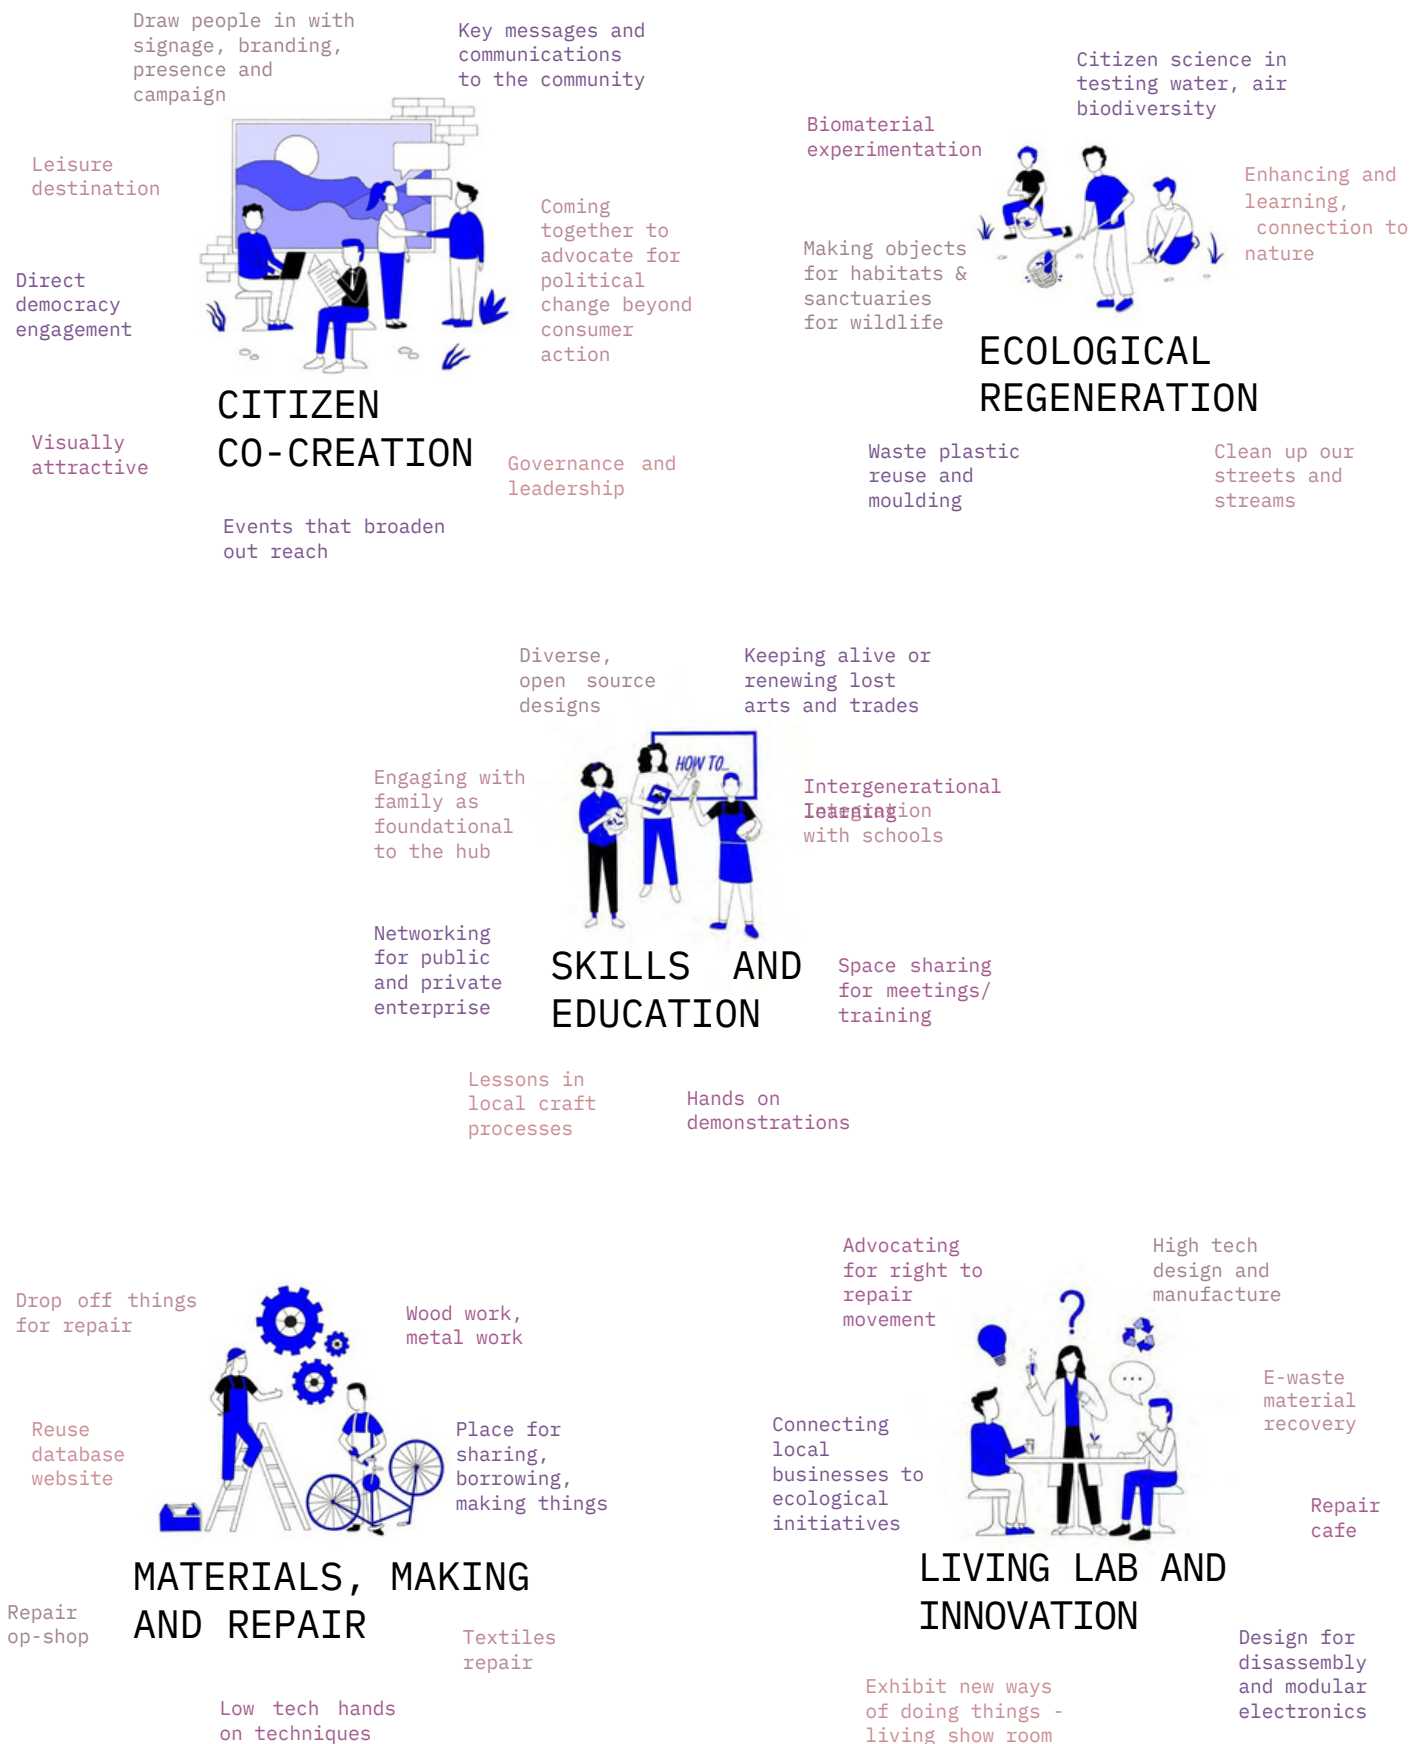 Draw people in with
signage, branding,
presence and
campaign
Key messages and
communications
to the community
Leisure
destination
Direct
democracy
engagement
Coming
together to
advocate for
political
change beyond
consumer
action
CITIZEN
CO-CREATION
Visually
attractive
Governance and
leadership
Events that broaden
out reach
Citizen science in
testing water, air
biodiversity
Biomaterial
experimentation
Enhancing and
learning,
connection to
nature
Making objects
for habitats &
sanctuaries
for wildlife
ECOLOGICAL
REGENERATION
Waste plastic
reuse and
moulding
Clean up our
streets and
streams
Diverse,
open source
designs
Keeping alive or
renewing lost
arts and trades
HOW TO...
Engaging with
family as
foundational
to the hub
Intergenerational
learning
Integration
with schools
Networking
for public
and private
enterprise
SKILLS AND
EDUCATION
Space sharing
for meetings/
training
Lessons in
local craft
processes
Hands on
demonstrations
Drop off things
for repair
Wood work,
metal work
Reuse
database
website
Place for
sharing,
borrowing,
making things
MATERIALS, MAKING
AND REPAIR
Repair
op-shop
Textiles
repair
Low tech hands
on techniques
Advocating
for right to
repair
movement
High tech
design and
manufacture
?
E-waste
material
recovery
Connecting
local
businesses to
ecological
initiatives
Repair
cafe
LIVING LAB AND
INNOVATION
Design for
disassembly
and modular
electronics
Exhibit new ways
of doing things -
living show room